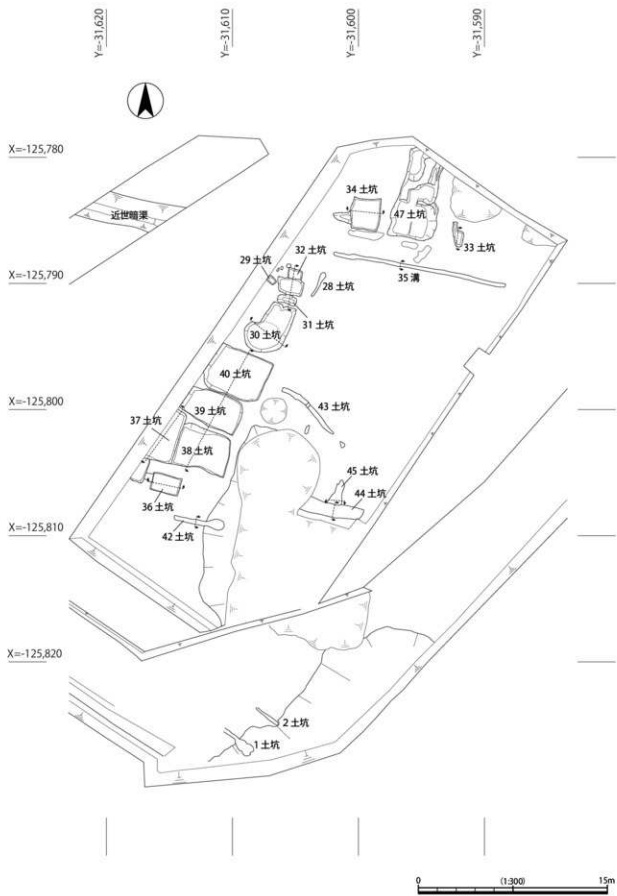 Y=-31,620
Y=-31,610
Y=-31,600
Y=-31,590
X=-125,780
近世暗渠
34 土坑
47 土坑
33 土坑
35 溝
X=-125,790
29 土坑
32 土坑
28 土坑
31 土坑
30 土坑
40 土坑
X=-125,800
39 土坑
43 土坑
37 土坑
38 土坑
45 土坑
44 土坑
36 土坑
42 土坑
X=-125,810
X=-125,820
2 土坑
1 土坑
0 (1:300) 15m